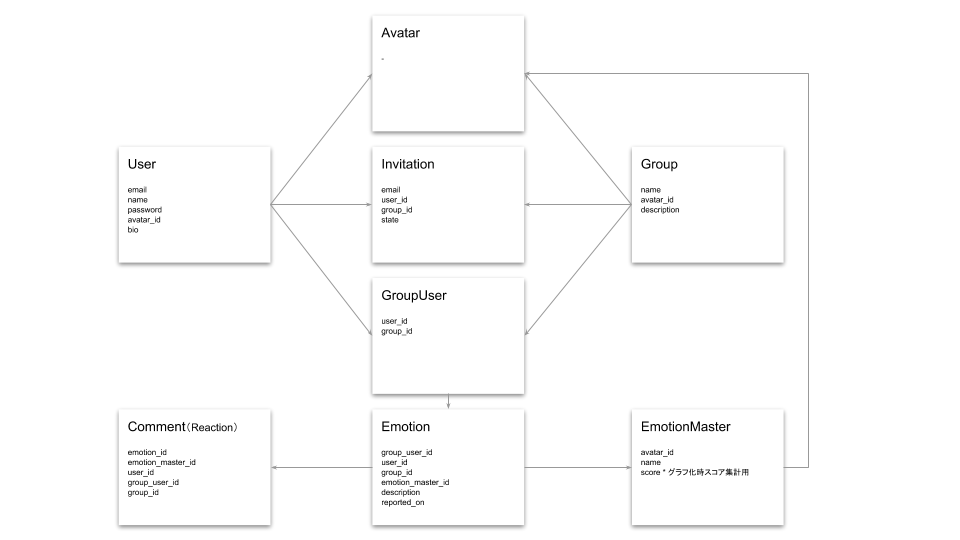 Avatar
-
User
email
name
password
avatar_id
bio
Invitation
email
user_id
group_id
state
Group
name
avatar_id
description
GroupUser
user_id
group_id
Comment（Reaction）
emotion_id
emotion_master_id
user_id
group_user_id
group_id
Emotion
group_user_id
user_id
group_id
emotion_master_id
description
reported_on
EmotionMaster
avatar_id
name
score * グラフ化時スコア集計用